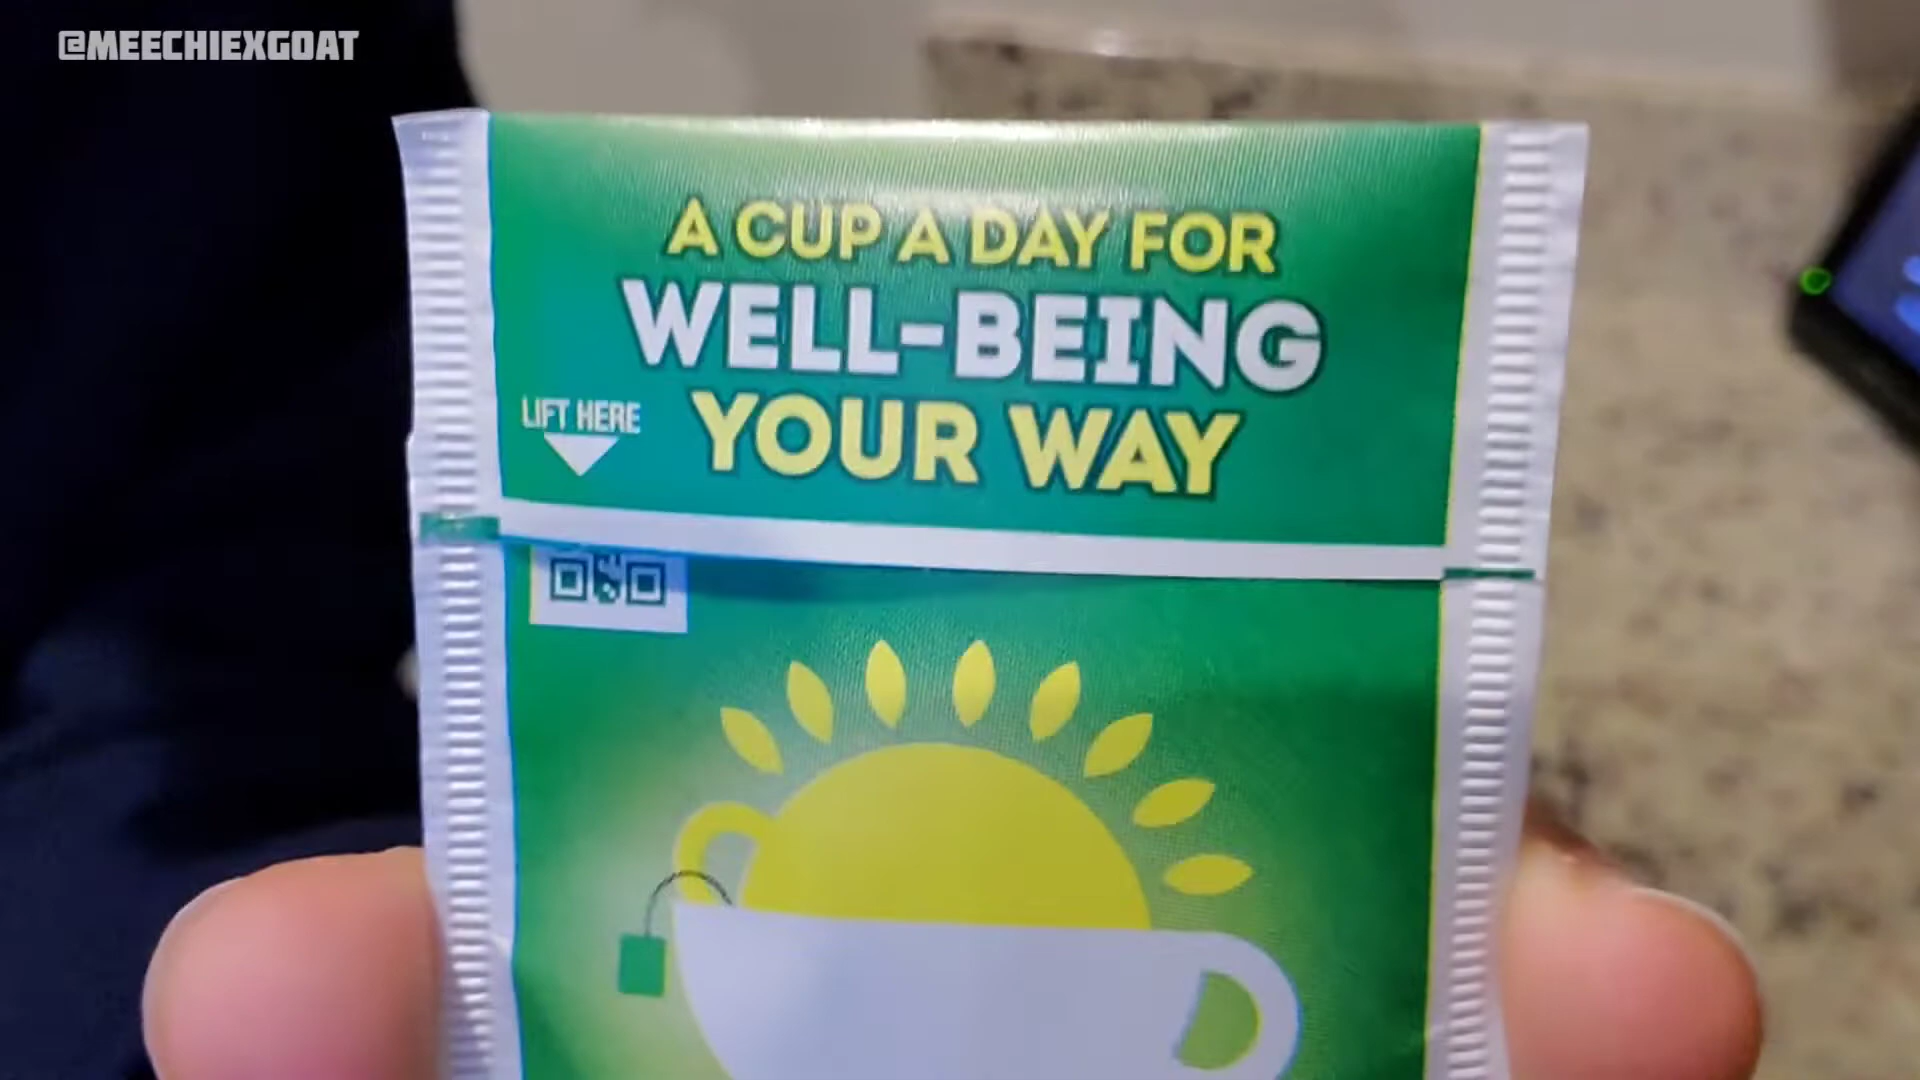 @MEECHIEXGOAT
A CUP A DAY FOR
WELL-BEING
YOUR WAY
LIFT HERE